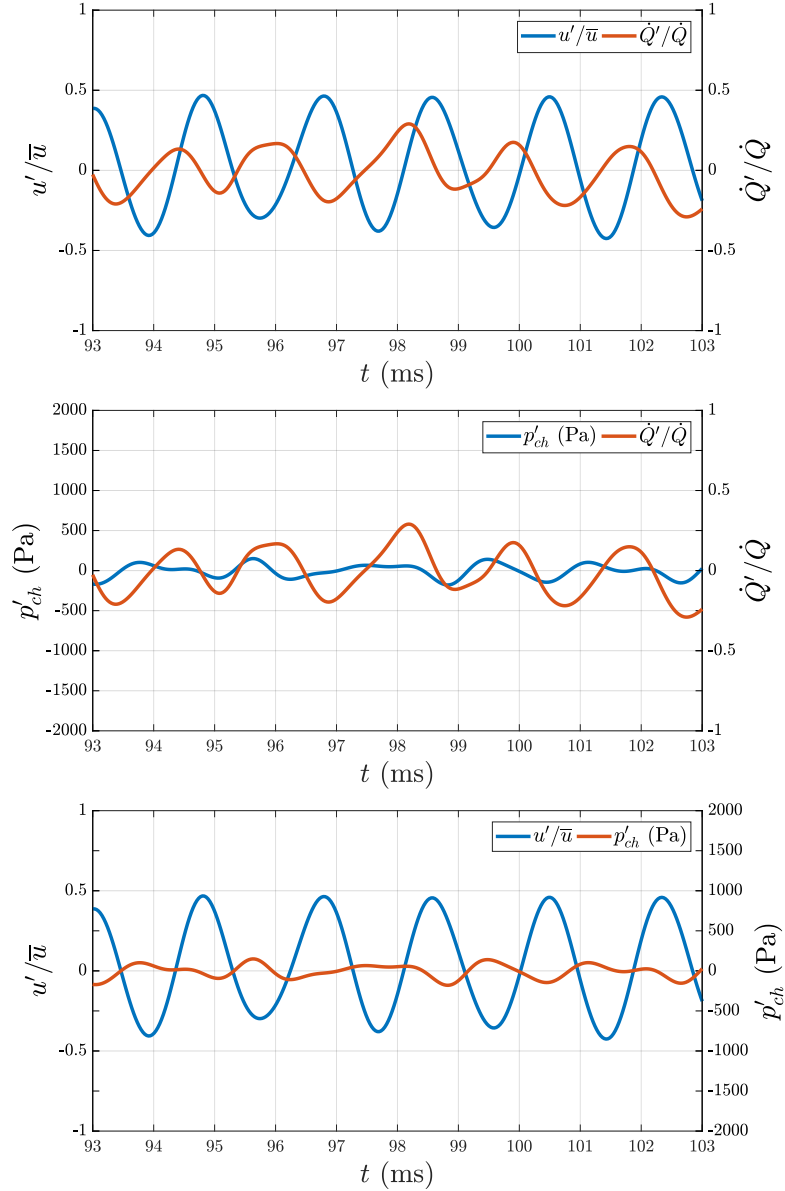 1 1
u′/u̅ Q̇′/Q̇
0.5 0.5
u′/u̅ 0 0 Q̇′/Q̇
-0.5 -0.5
-1 -1
93 94 95 96 97 98 99 100 101 102 103
t (ms)
2000 1
p′ch (Pa) Q̇′/Q̇
1500
1000 0.5
500
p′ch (Pa) 0 0 Q̇′/Q̇
-500
-1000 -0.5
-1500
-2000 -1
93 94 95 96 97 98 99 100 101 102 103
t (ms)
1 2000
u′/u̅ p′ch (Pa)
1500
0.5 1000
500
u′/u̅ 0 0 p′ch (Pa)
-500
-0.5 -1000
-1500
-1 -2000
93 94 95 96 97 98 99 100 101 102 103
t (ms)